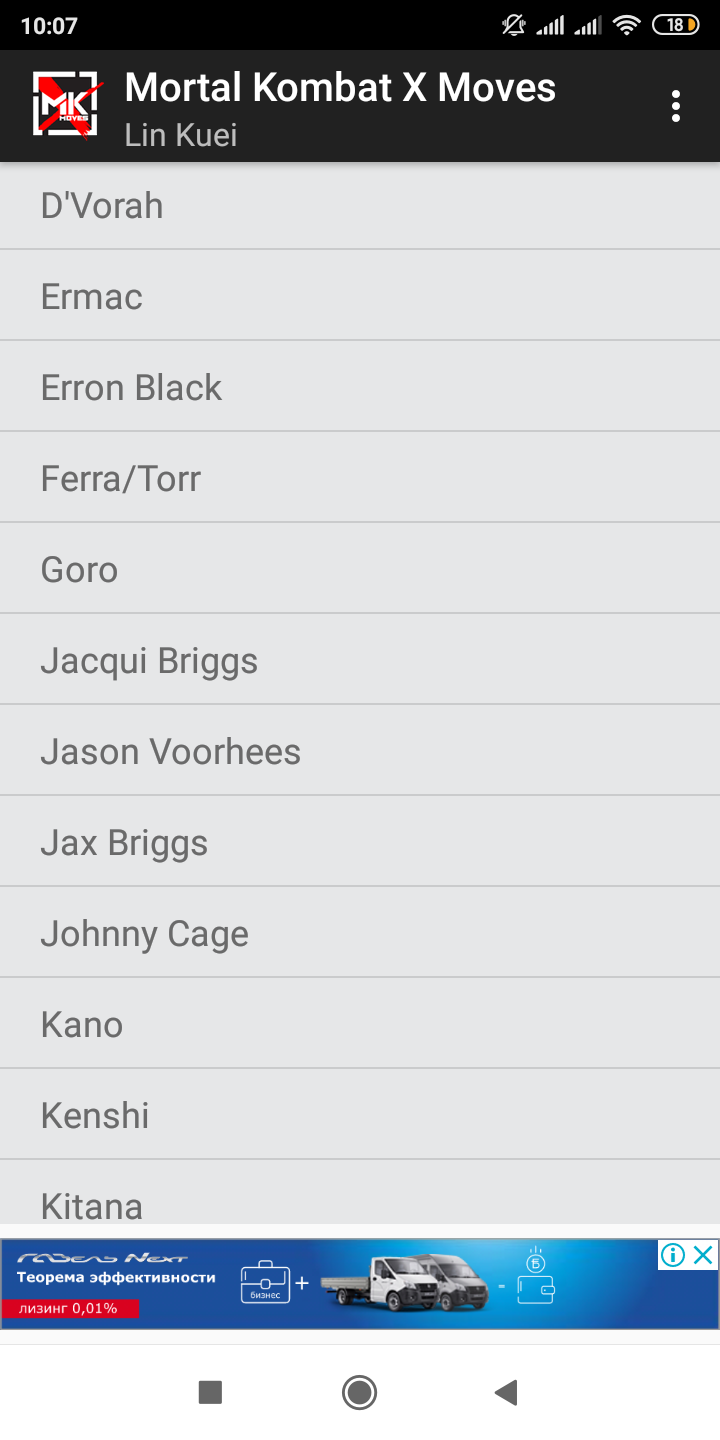 10:07
18
MK
MOVES
Mortal Kombat X Moves
Lin Kuei
D'Vorah
Ermac
Erron Black
Ferra/Torr
Goro
Jacqui Briggs
Jason Voorhees
Jax Briggs
Johnny Cage
Kano
Kenshi
Kitana
ГАЗель Next
Теорема эффективности
лизинг 0,01%
бизнес
+
-